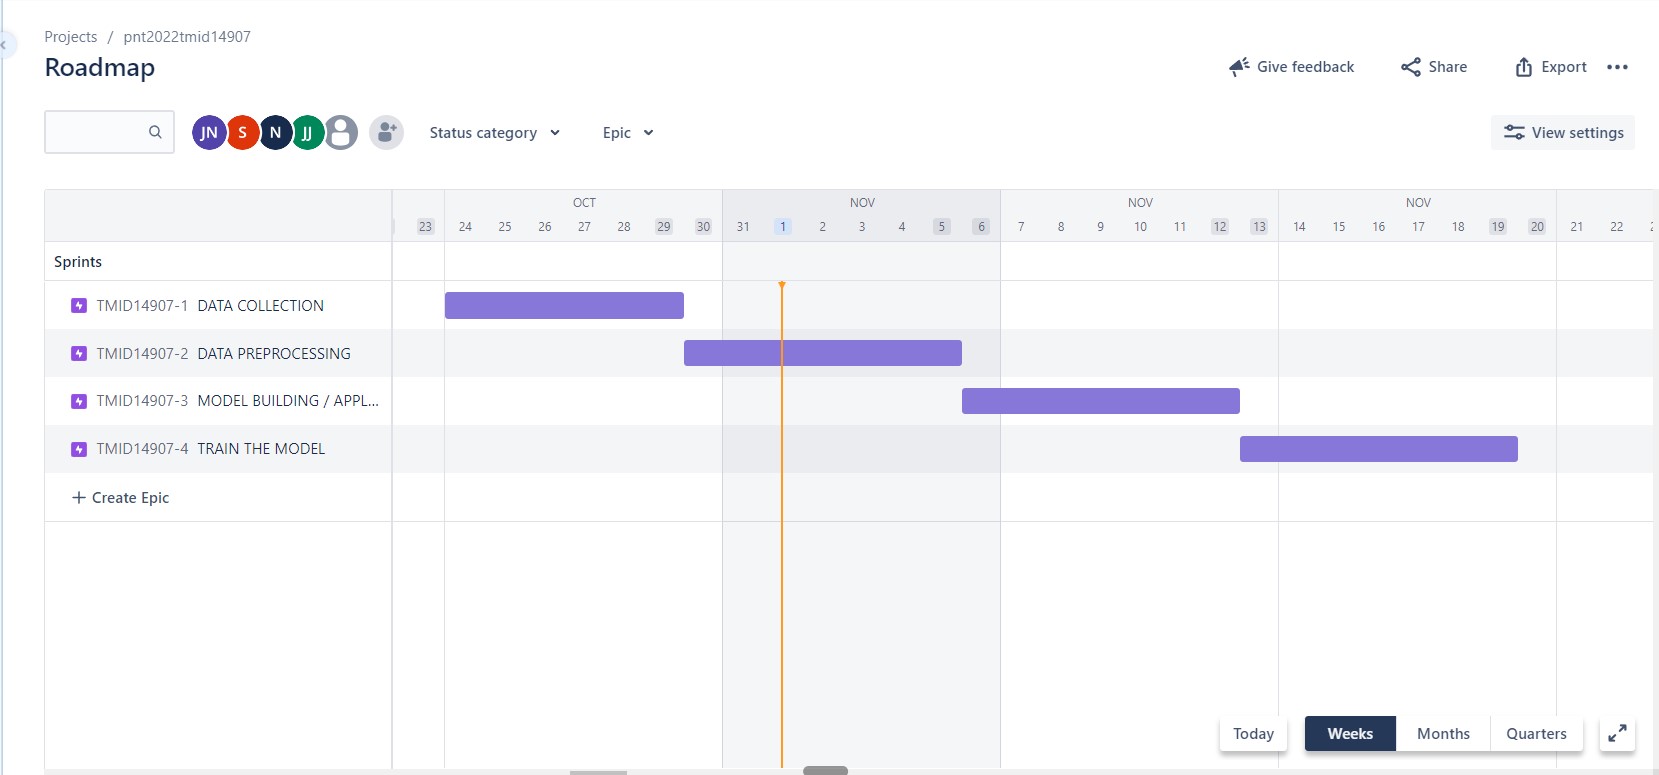 Projects / pnt2022tmid14907
Roadmap
Give feedback
Share
Export
JN S N JJ
Status category
Epic
View settings
OCT NOV NOV NOV
23 24 25 26 27 28 29 30 31 1 2 3 4 5 6 7 8 9 10 11 12 13 14 15 16 17 18 19 20 21 22
Sprints
TMID14907-1 DATA COLLECTION
TMID14907-2 DATA PREPROCESSING
TMID14907-3 MODEL BUILDING / APPL...
TMID14907-4 TRAIN THE MODEL
+ Create Epic
Today
Weeks
Months
Quarters